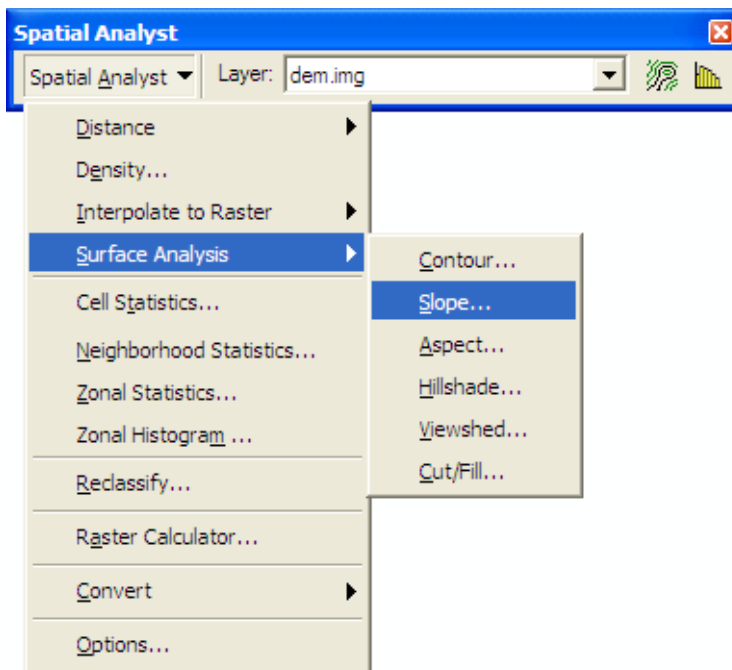 Spatial Analyst
Spatial Analyst Layer: dem.img
Distance
Density...
Interpolate to Raster
Surface Analysis
Cell Statistics...
Neighborhood Statistics...
Zonal Statistics...
Zonal Histogram ...
Reclassify...
Raster Calculator...
Convert
Options...
Contour...
Slope...
Aspect...
Hillshade...
Viewshed...
Cut/Fill...